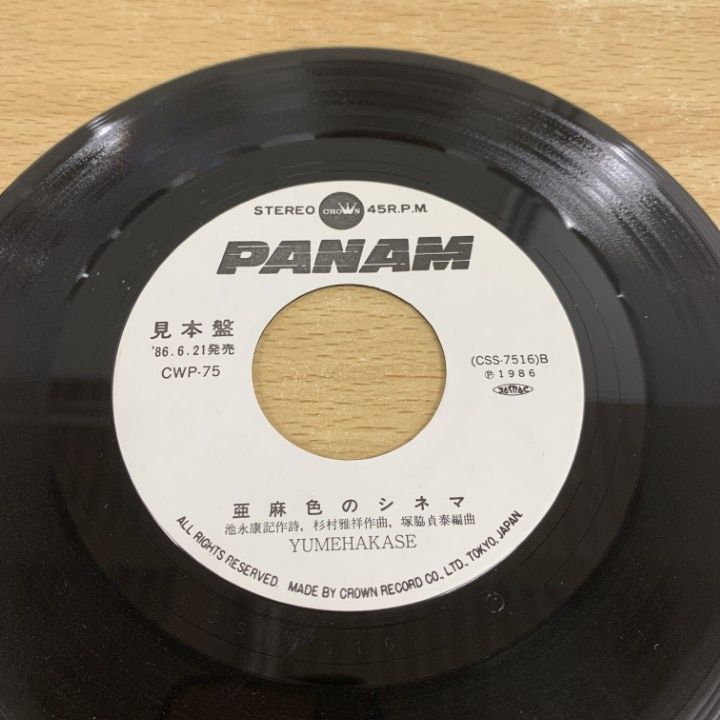 STEREO CROWN 45R.P.M.
PANAM
見本盤
'86.6.21発売
CWP-75
(CSS-7516)B
Ⓟ1986
JASRAC
亜麻色のシネマ
池永康記作詩, 杉村雅祥作曲, 塚脇貞泰編曲
YUMEHAKASE
ALL RIGHTS RESERVED. MADE BY CROWN RECORD CO., LTD., TOKYO, JAPAN.